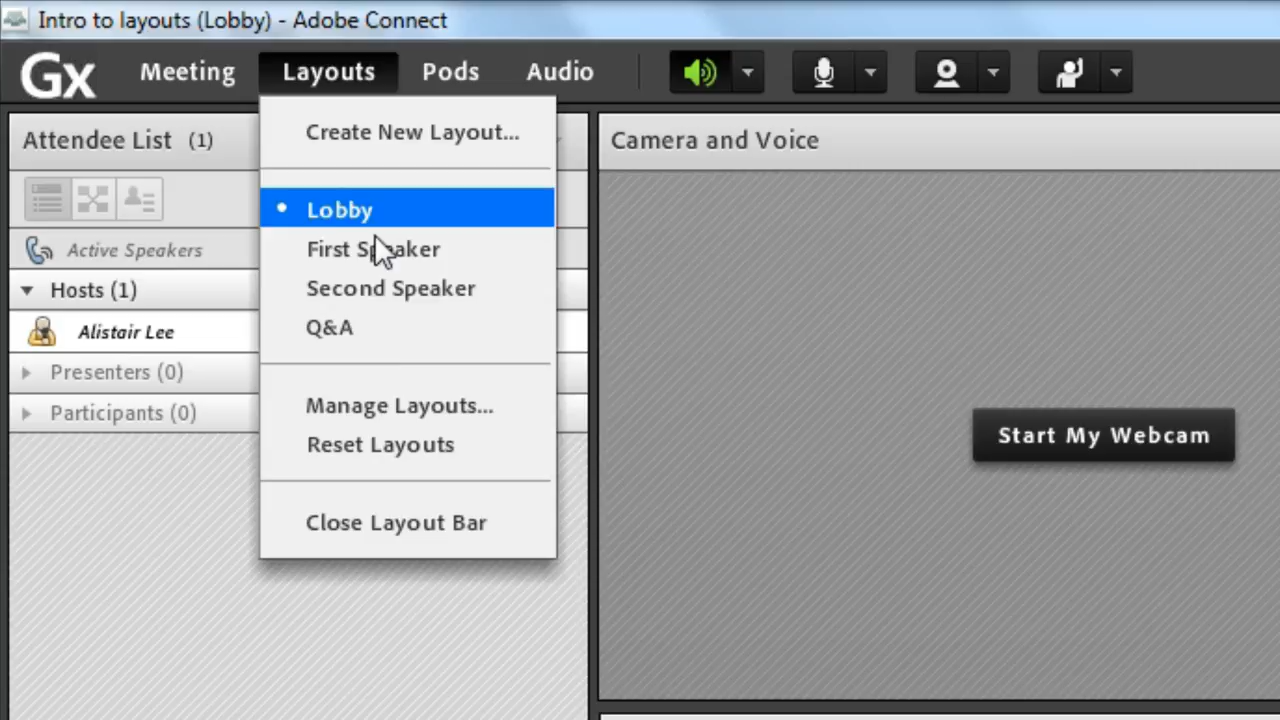 Intro to layouts (Lobby) - Adobe Connect
Gx Meeting Layouts Pods Audio
Attendee List (1)
Active Speakers
Hosts (1)
Alistair Lee
Presenters (0)
Participants (0)
Create New Layout...
Lobby
First Speaker
Second Speaker
Q&A
Manage Layouts...
Reset Layouts
Close Layout Bar
Camera and Voice
Start My Webcam